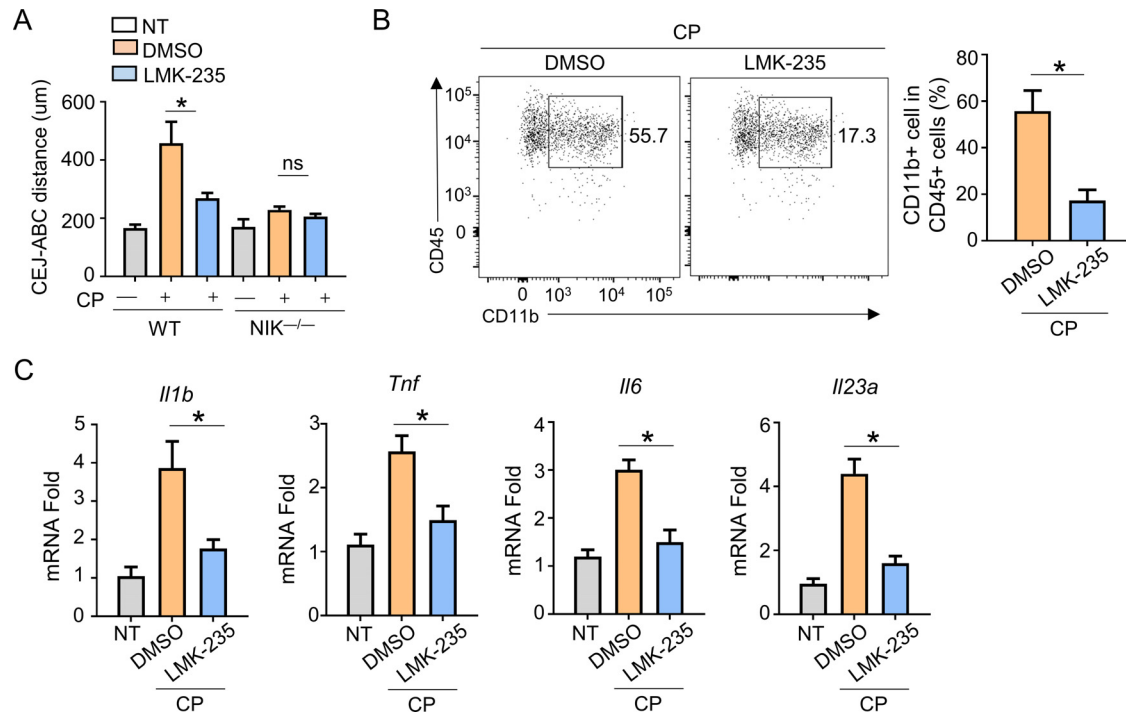 A
NT
DMSO
LMK-235
CEJ-ABC distance (um)
600
400
200
0
*
ns
CP — + + — + +
WT NIK—/—
B
CP
DMSO LMK-235
CD45
10⁵
10⁴
10³
0
55.7
17.3
0 10³ 10⁴ 10⁵
CD11b
CD11b+ cell in
CD45+ cells (%)
80
60
40
20
0
*
DMSO
LMK-235
CP
C
Il1b
mRNA Fold
5
4
3
2
1
0
*
NT
DMSO
LMK-235
CP
Tnf
mRNA Fold
3
2
1
0
*
NT
DMSO
LMK-235
CP
Il6
mRNA Fold
4
3
2
1
0
*
NT
DMSO
LMK-235
CP
Il23a
mRNA Fold
6
4
2
0
*
NT
DMSO
LMK-235
CP